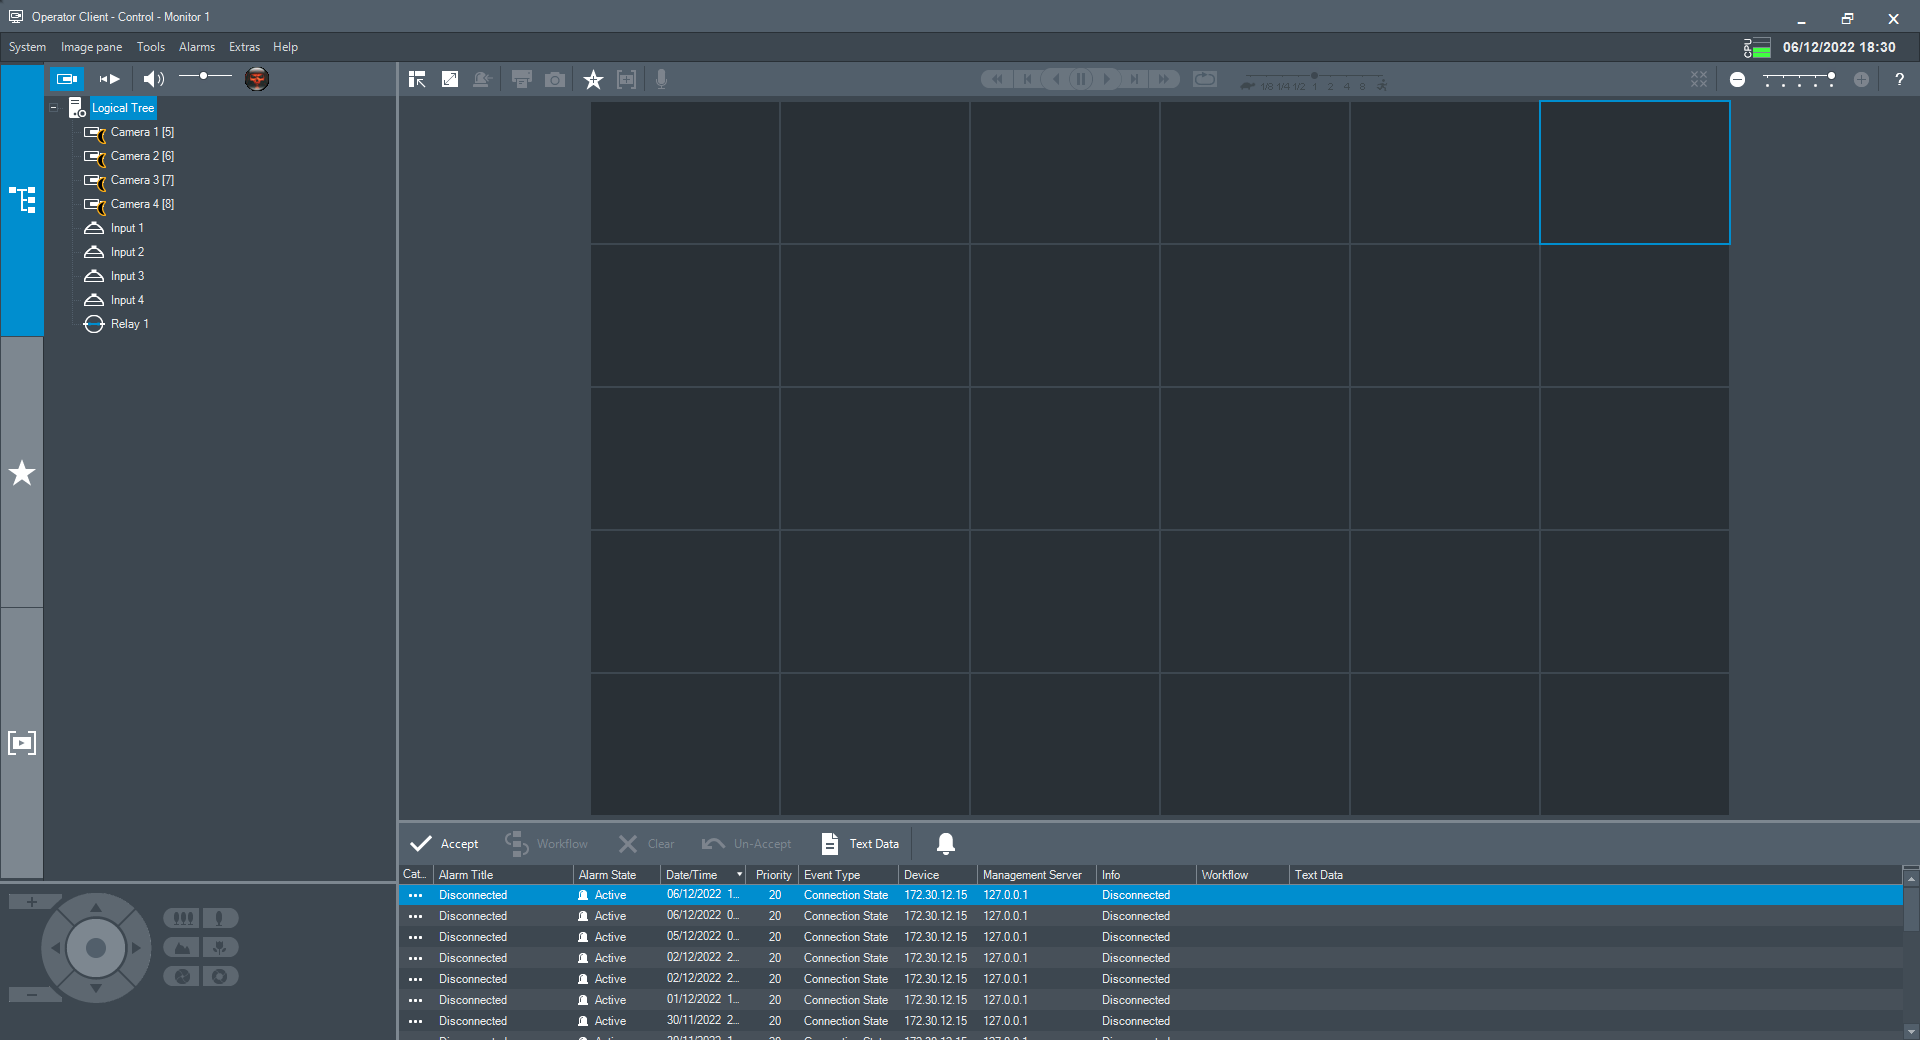 Operator Client - Control - Monitor 1
System Image pane Tools Alarms Extras Help
CPU 06/12/2022 18:30
1/8 1/4 1/2 1 2 4 8 ?
Logical Tree
Camera 1 [5]
Camera 2 [6]
Camera 3 [7]
Camera 4 [8]
Input 1
Input 2
Input 3
Input 4
Relay 1
Accept Workflow Clear Un-Accept Text Data
Cat... Alarm Title Alarm State Date/Time Priority Event Type Device Management Server Info Workflow Text Data
Disconnected Active 06/12/2022 1... 20 Connection State 172.30.12.15 127.0.0.1 Disconnected
Disconnected Active 06/12/2022 0... 20 Connection State 172.30.12.15 127.0.0.1 Disconnected
Disconnected Active 05/12/2022 0... 20 Connection State 172.30.12.15 127.0.0.1 Disconnected
Disconnected Active 02/12/2022 2... 20 Connection State 172.30.12.15 127.0.0.1 Disconnected
Disconnected Active 02/12/2022 2... 20 Connection State 172.30.12.15 127.0.0.1 Disconnected
Disconnected Active 01/12/2022 1... 20 Connection State 172.30.12.15 127.0.0.1 Disconnected
Disconnected Active 30/11/2022 2... 20 Connection State 172.30.12.15 127.0.0.1 Disconnected